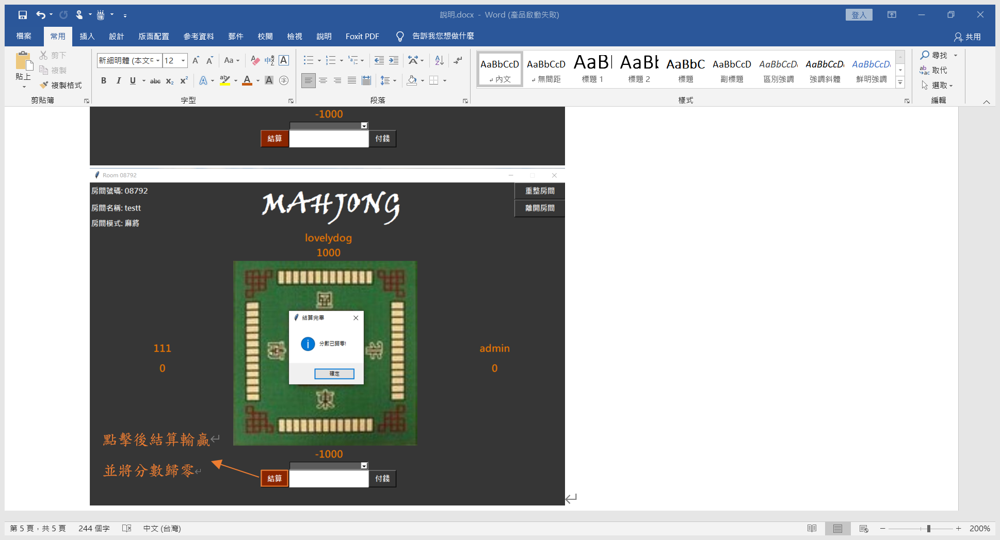 說明.docx - Word (產品啟動失敗)
登入
檔案 常用 插入 設計 版面配置 參考資料 郵件 校閱 檢視 說明 Foxit PDF 告訴我您想做什麼
共用
貼上
剪下
複製
複製格式
剪貼簿
新細明體 (本文中 12
字型
段落
AaBbCcD AaBbCcD AaBb AaBb AaBbC AaBbCcD AaBbCcD AaBbCcD AaBbCcD
內文 無間距 標題 1 標題 2 標題 副標題 區別強調 強調斜體 鮮明強調
樣式
尋找
取代
選取
編輯
-1000
結算 付錢
Room 08792
房間號碼: 08792
房間名稱: testt
房間模式: 麻將
MAHJONG
重整房間
離開房間
lovelydog
1000
結算完畢
分數已歸零!
確定
111
0
admin
0
東
點擊後結算輸贏
並將分數歸零
-1000
結算 付錢
第 5 頁，共 5 頁 244 個字 中文 (台灣)
200%